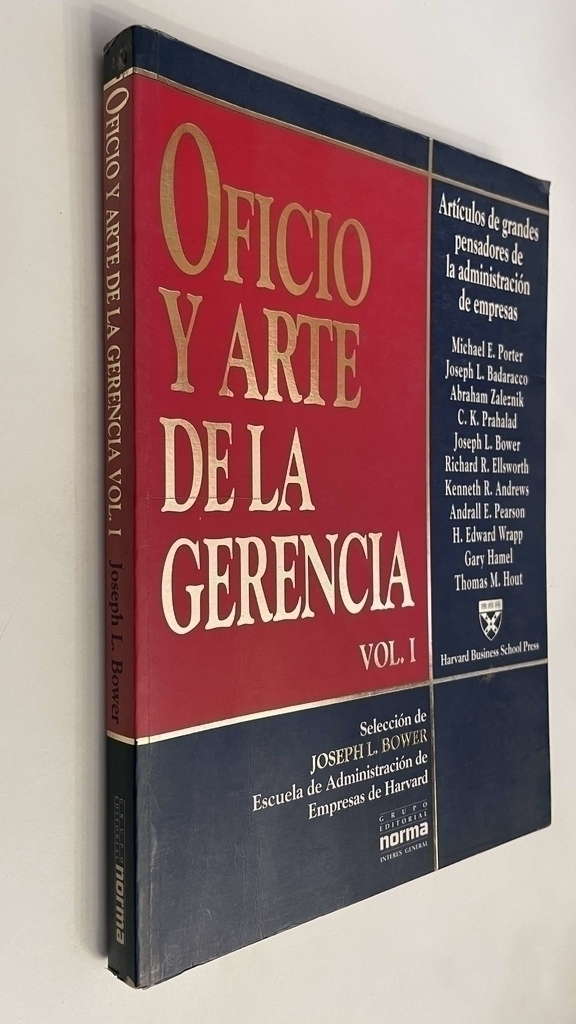 OFICIO Y ARTE DE LA GERENCIA VOL. I Joseph L. Bower
GRUPO
EDITORIAL
norma
OFICIO
Y ARTE
DE LA
GERENCIA
VOL. I
Selección de
JOSEPH L. BOWER
Escuela de Administración de
Empresas de Harvard
GRUPO
EDITORIAL
norma
INTERES GENERAL
Artículos de grandes
pensadores de
la administración
de empresas
Michael E. Porter
Joseph L. Badaracco
Abraham Zaleznik
C. K. Prahalad
Joseph L. Bower
Richard R. Ellsworth
Kenneth R. Andrews
Andrall E. Pearson
H. Edward Wrapp
Gary Hamel
Thomas M. Hout
Harvard Business School Press